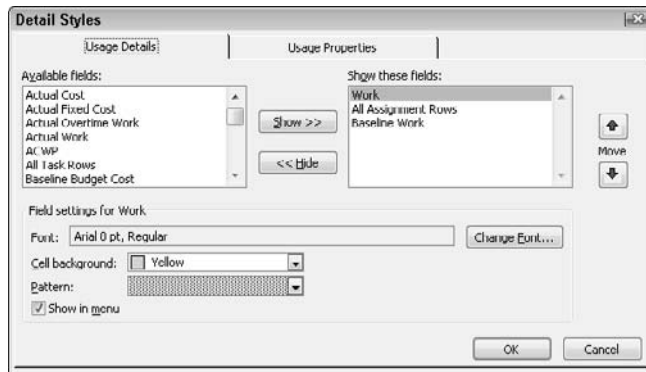 Detail Styles
Usage Details
Usage Properties
Available fields:
Show these fields:
Actual Cost
Actual Fixed Cost
Actual Overtime Work
Actual Work
ACWP
All Task Rows
Baseline Budget Cost
Show >>
<< Hide
Work
All Assignment Rows
Baseline Work
Move
Field settings for Work
Font: Arial 0 pt, Regular
Change Font...
Cell background: Yellow
Pattern:
Show in menu
OK
Cancel